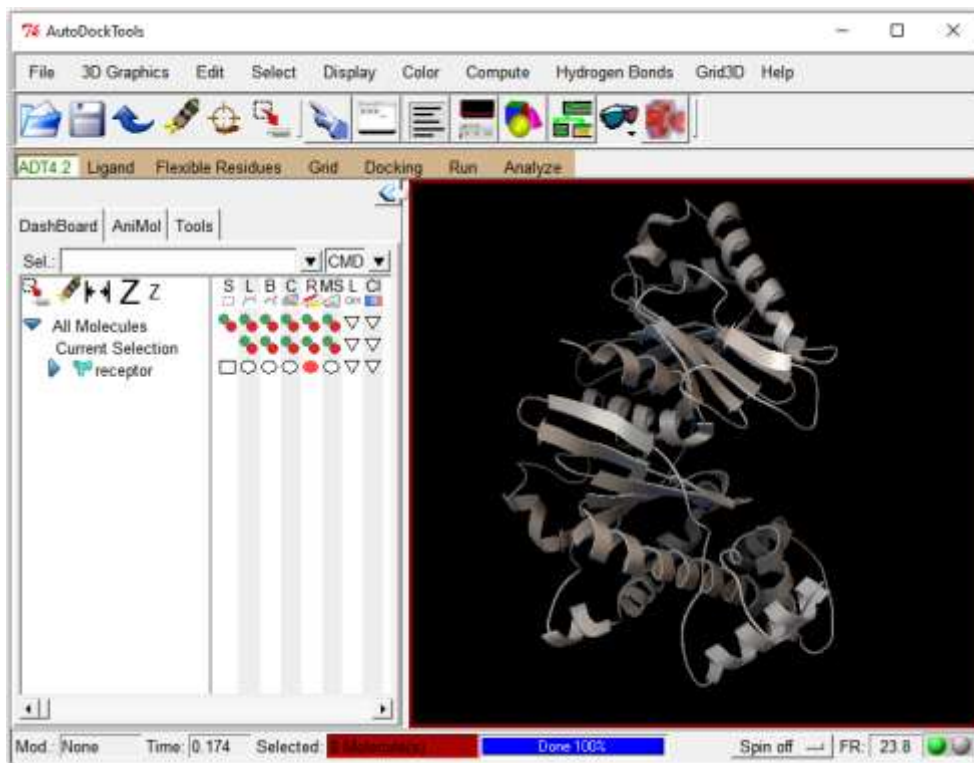 AutoDockTools
File 3D Graphics Edit Select Display Color Compute Hydrogen Bonds Grid3D Help
ADT4.2 Ligand Flexible Residues Grid Docking Run Analyze
DashBoard AniMol Tools
Sel.: CMD
Z Z S L B C R MS L Cl
All Molecules
Current Selection
receptor
Mod.: None Time: 0.174 Selected: Done 100% Spin off FR: 23.8